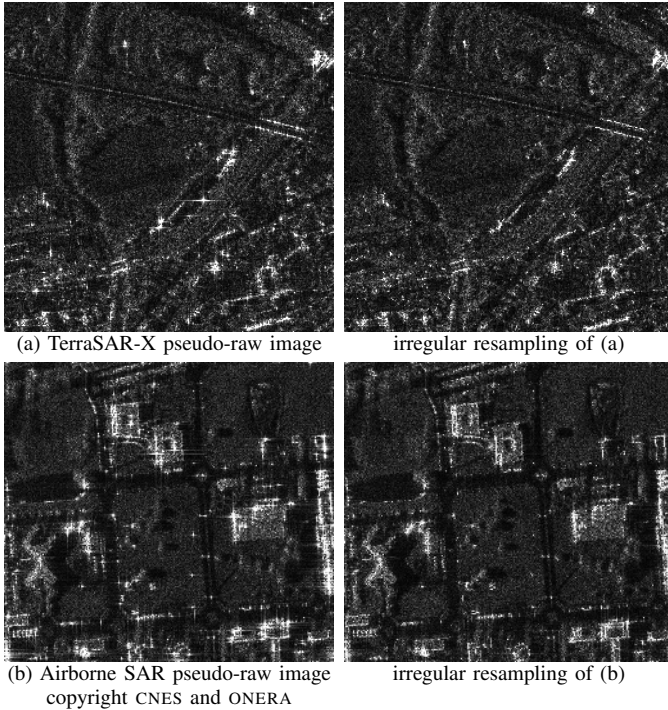 (a) TerraSAR-X pseudo-raw image
irregular resampling of (a)
(b) Airborne SAR pseudo-raw image
copyright CNES and ONERA
irregular resampling of (b)